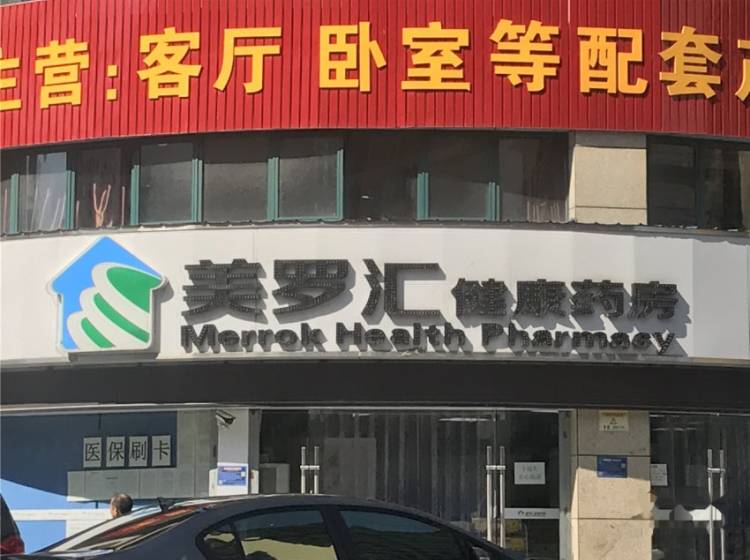 主营:客厅 卧室等配套
美罗汇健康药房
Merrok Health Pharmacy
医保刷卡